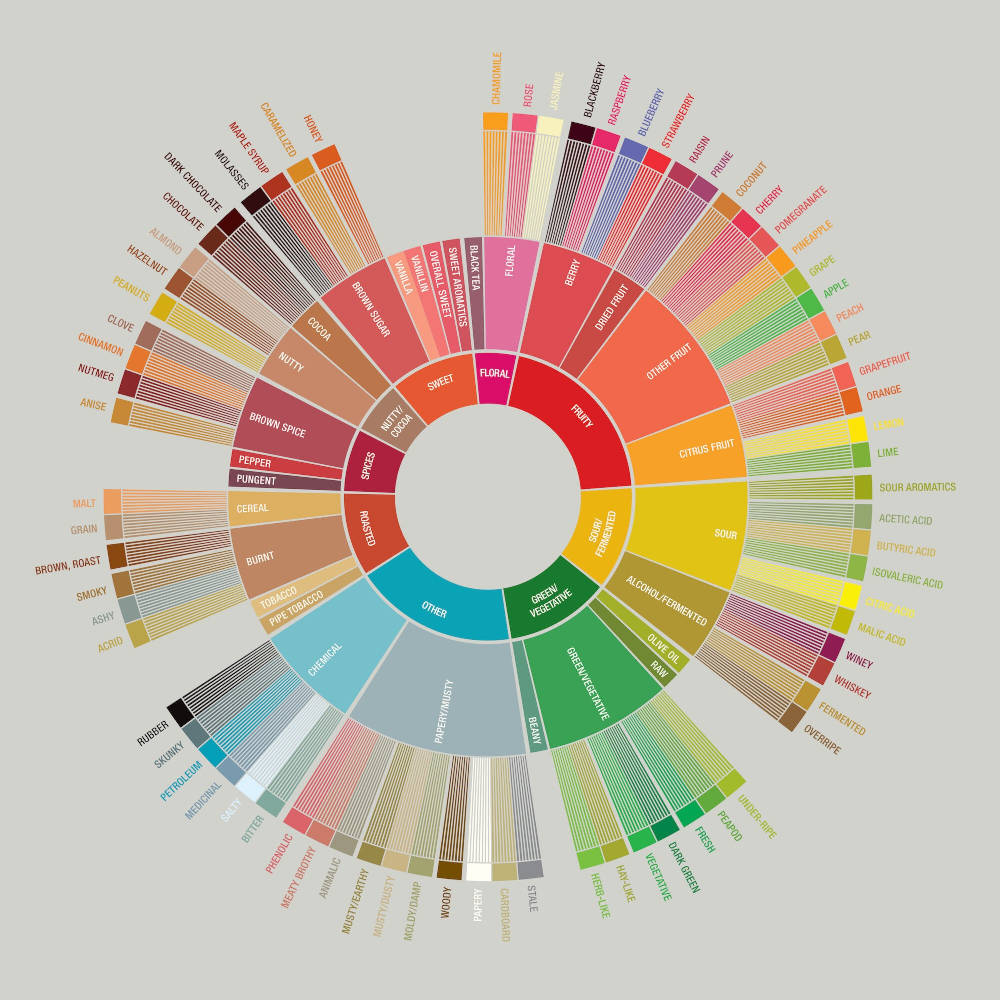 FLORAL
FRUITY
SOUR/
FERMENTED
GREEN/
VEGETATIVE
OTHER
ROASTED
SPICES
NUTTY/
COCOA
SWEET
BLACK TEA
FLORAL
BERRY
DRIED FRUIT
OTHER FRUIT
CITRUS FRUIT
SOUR
ALCOHOL/FERMENTED
OLIVE OIL
RAW
GREEN/VEGETATIVE
BEANY
PAPERY/MUSTY
CHEMICAL
PIPE TOBACCO
TOBACCO
BURNT
CEREAL
PUNGENT
PEPPER
BROWN SPICE
NUTTY
COCOA
BROWN SUGAR
VANILLA
VANILLIN
OVERALL SWEET
SWEET AROMATICS
CHAMOMILE
ROSE
JASMINE
BLACKBERRY
RASPBERRY
BLUEBERRY
STRAWBERRY
RAISIN
PRUNE
COCONUT
CHERRY
POMEGRANATE
PINEAPPLE
GRAPE
APPLE
PEACH
PEAR
GRAPEFRUIT
ORANGE
LEMON
LIME
SOUR AROMATICS
ACETIC ACID
BUTYRIC ACID
ISOVALERIC ACID
CITRIC ACID
MALIC ACID
WINEY
WHISKEY
FERMENTED
OVERRIPE
UNDER-RIPE
PEAPOD
FRESH
DARK GREEN
VEGETATIVE
HAY-LIKE
HERB-LIKE
STALE
CARDBOARD
PAPERY
WOODY
MOLDY/DAMP
MUSTY/DUSTY
MUSTY/EARTHY
ANIMALIC
MEATY BROTHY
PHENOLIC
BITTER
SALTY
MEDICINAL
PETROLEUM
SKUNKY
RUBBER
ACRID
ASHY
SMOKY
BROWN, ROAST
GRAIN
MALT
ANISE
NUTMEG
CINNAMON
CLOVE
PEANUTS
HAZELNUT
ALMOND
CHOCOLATE
DARK CHOCOLATE
MOLASSES
MAPLE SYRUP
CARAMELIZED
HONEY